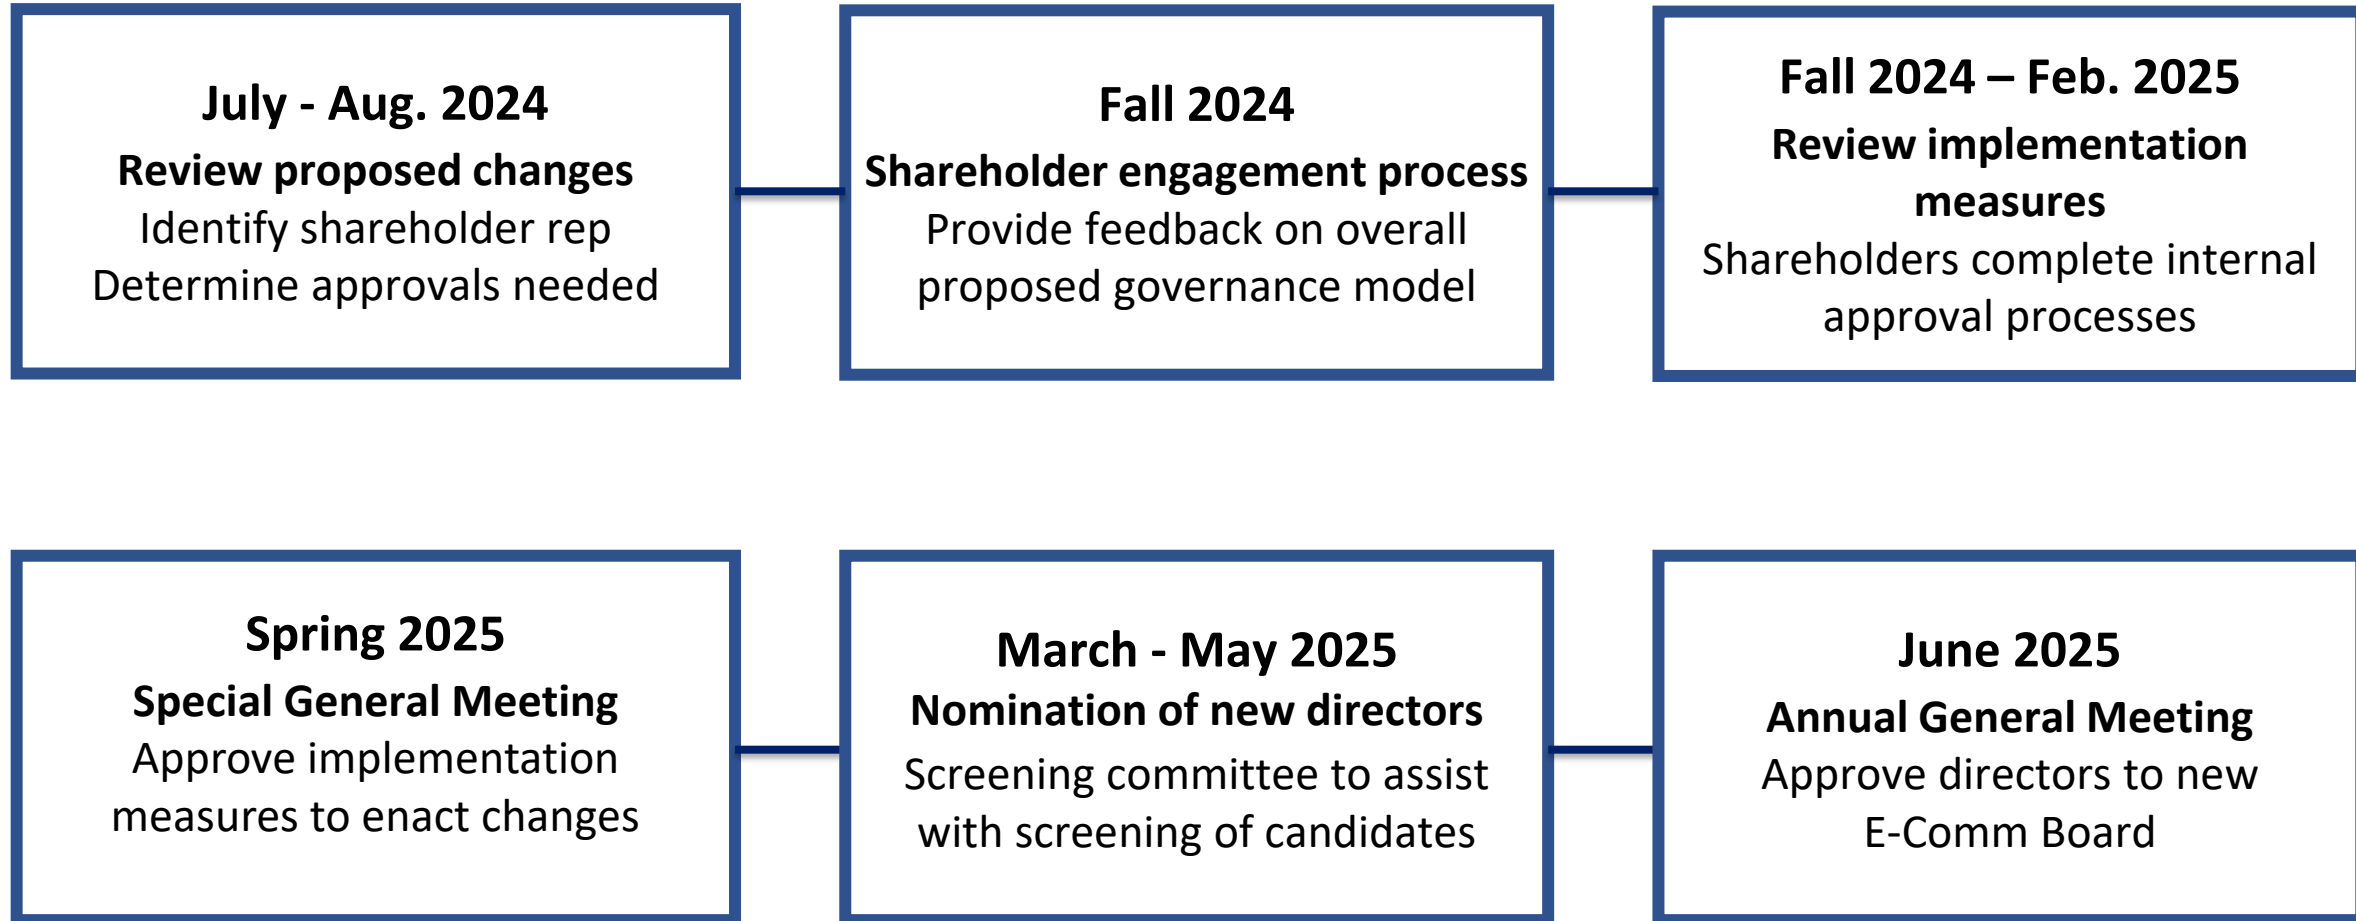 July - Aug. 2024
Review proposed changes
Identify shareholder rep
Determine approvals needed
Fall 2024
Shareholder engagement process
Provide feedback on overall
proposed governance model
Fall 2024 – Feb. 2025
Review implementation
measures
Shareholders complete internal
approval processes
Spring 2025
Special General Meeting
Approve implementation
measures to enact changes
March - May 2025
Nomination of new directors
Screening committee to assist
with screening of candidates
June 2025
Annual General Meeting
Approve directors to new
E-Comm Board